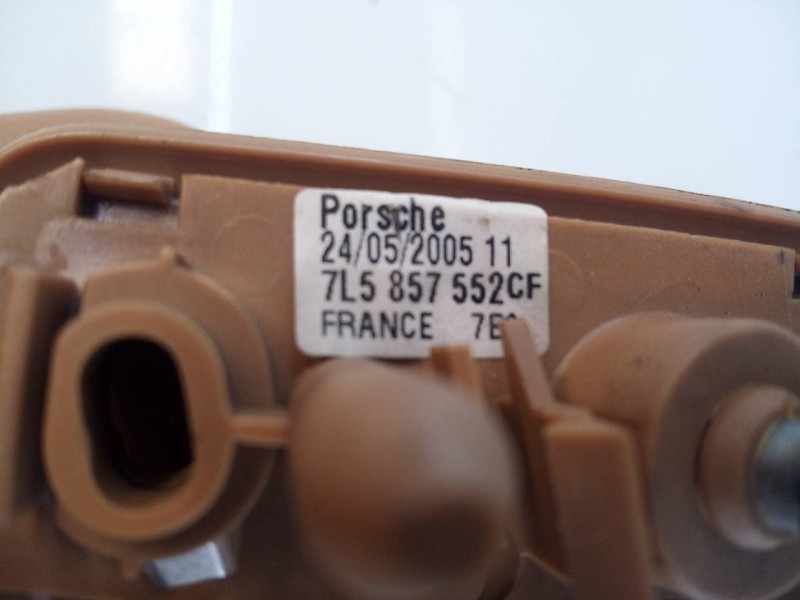 Porsche
24/05/2005 11
7L5 857 552CF
FRANCE